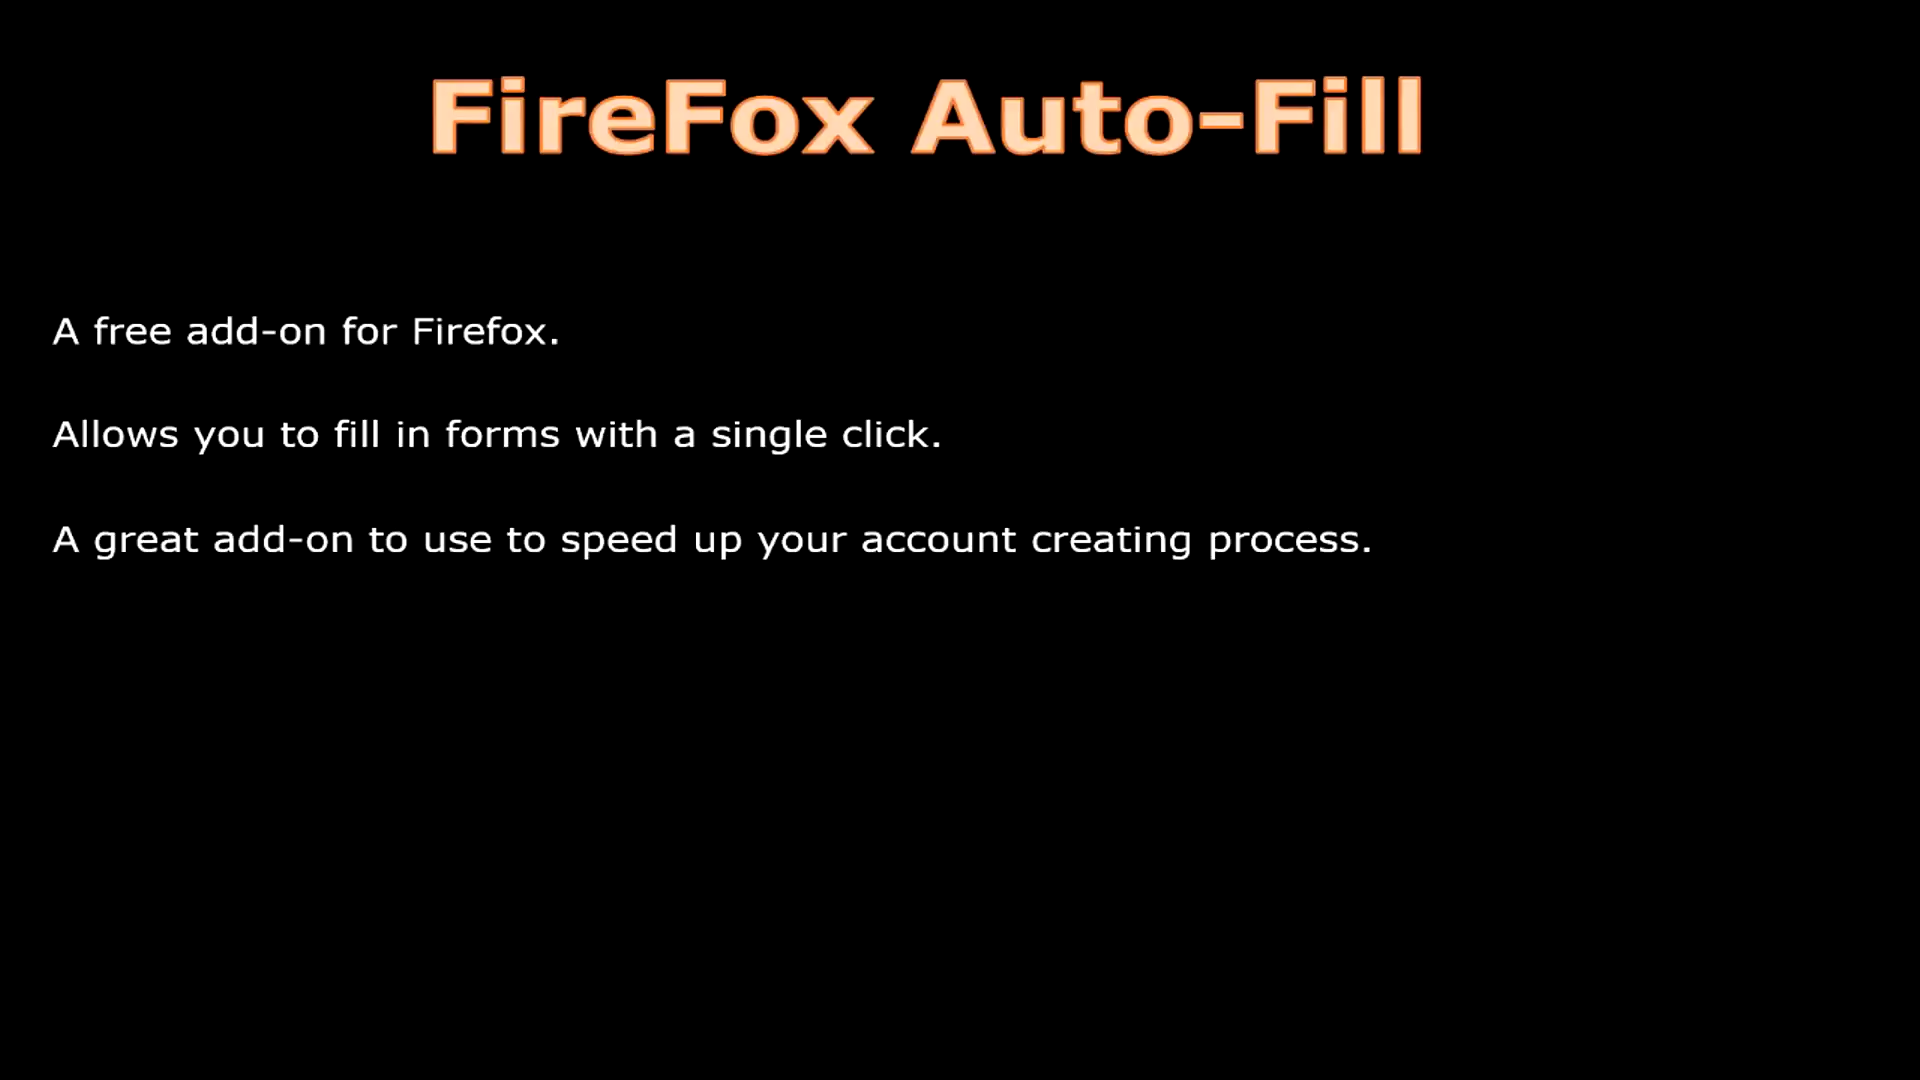 FireFox Auto-Fill
A free add-on for Firefox.
Allows you to fill in forms with a single click.
A great add-on to use to speed up your account creating process.